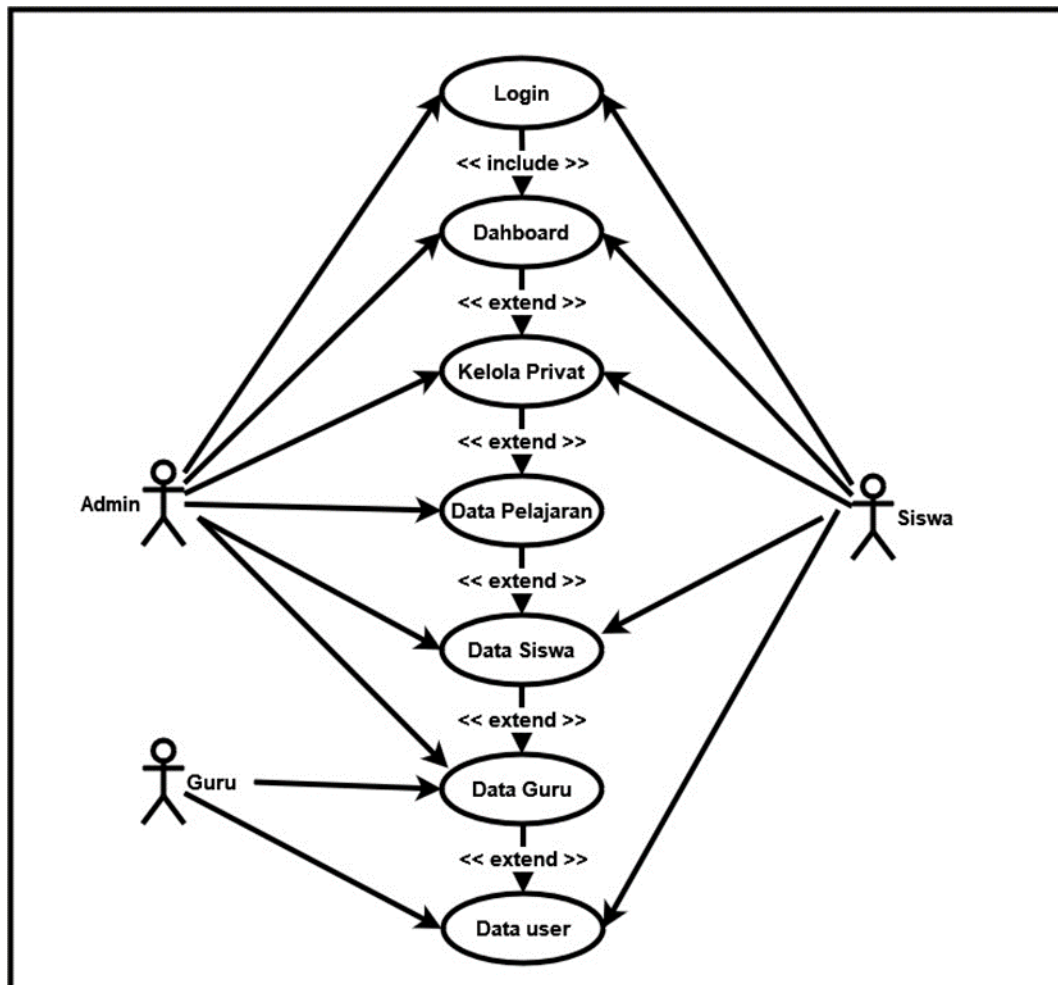 Login
<< include >>
Dahboard
<< extend >>
Kelola Privat
<< extend >>
Admin
Data Pelajaran
Siswa
<< extend >>
Data Siswa
<< extend >>
Guru
Data Guru
<< extend >>
Data user